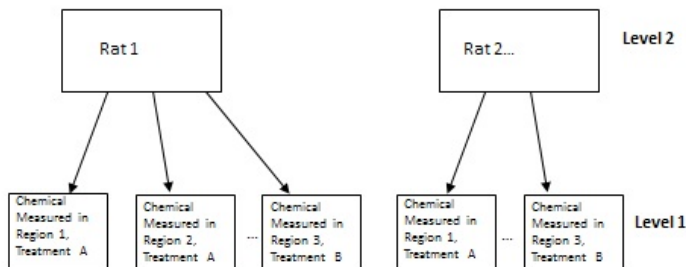 Rat 1
Rat 2...
Level 2
Chemical
Measured in
Region 1,
Treatment A
Chemical
Measured in
Region 2,
Treatment A
...
Chemical
Measured in
Region 3,
Treatment B
Chemical
Measured in
Region 1,
Treatment A
...
Chemical
Measured in
Region 3,
Treatment B
Level 1